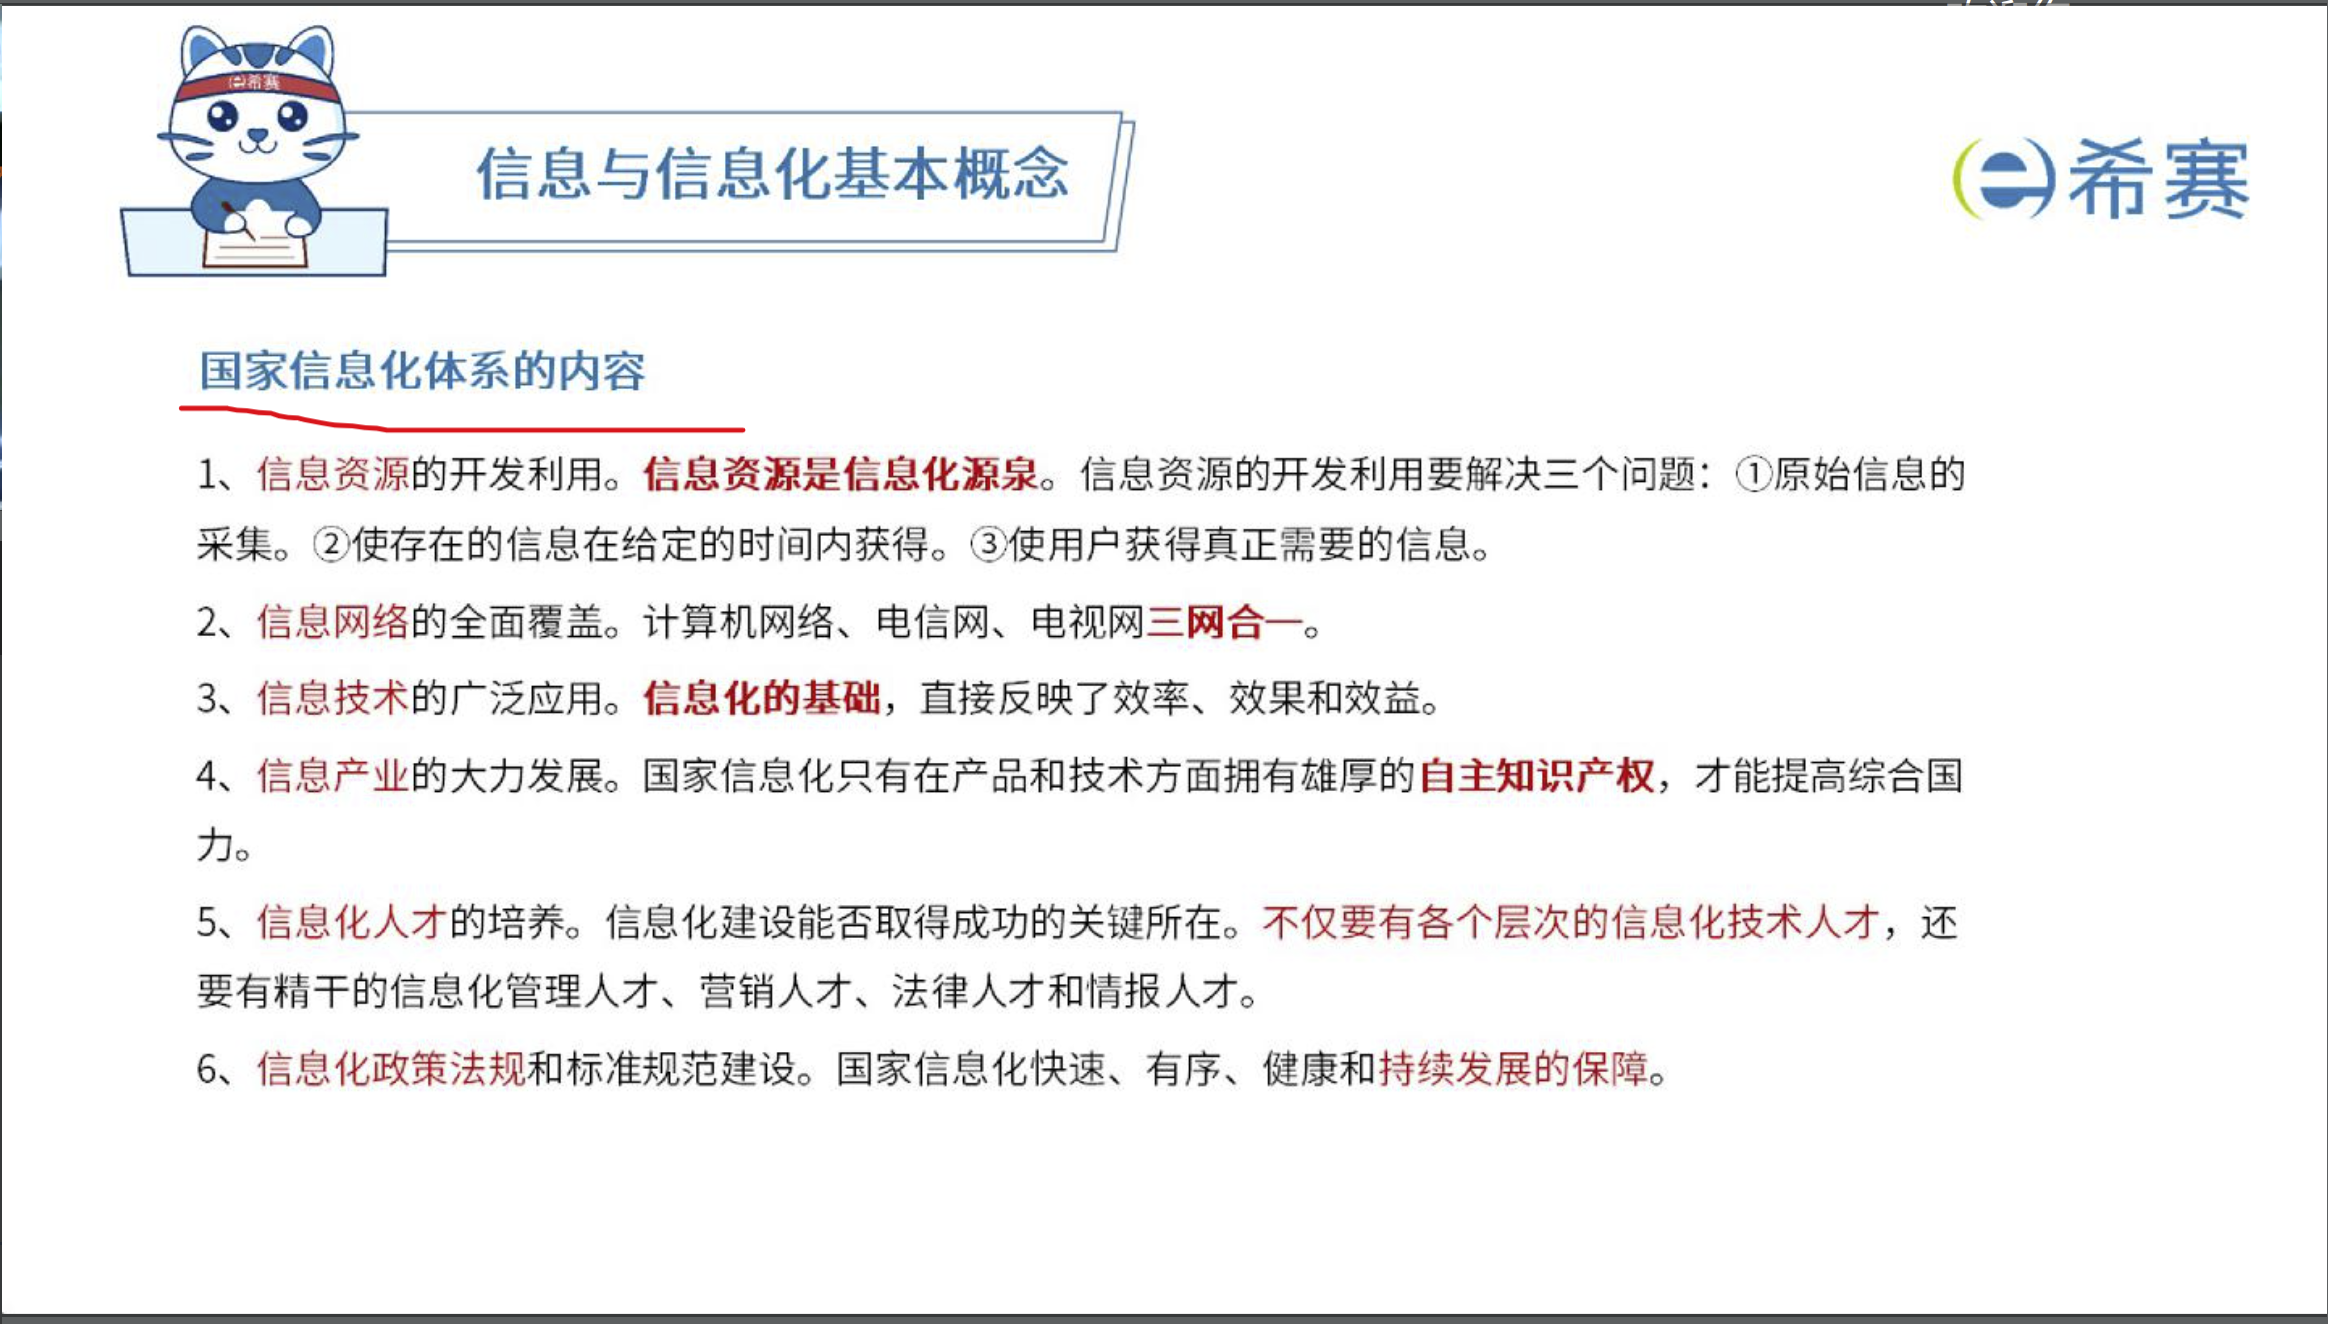 希赛
信息与信息化基本概念
希赛
国家信息化体系的内容
1、信息资源的开发利用。信息资源是信息化源泉。信息资源的开发利用要解决三个问题：①原始信息的
采集。②使存在的信息在给定的时间内获得。③使用户获得真正需要的信息。
2、信息网络的全面覆盖。计算机网络、电信网、电视网三网合一。
3、信息技术的广泛应用。信息化的基础，直接反映了效率、效果和效益。
4、信息产业的大力发展。国家信息化只有在产品和技术方面拥有雄厚的自主知识产权，才能提高综合国
力。
5、信息化人才的培养。信息化建设能否取得成功的关键所在。不仅要有各个层次的信息化技术人才，还
要有精干的信息化管理人才、营销人才、法律人才和情报人才。
6、信息化政策法规和标准规范建设。国家信息化快速、有序、健康和持续发展的保障。